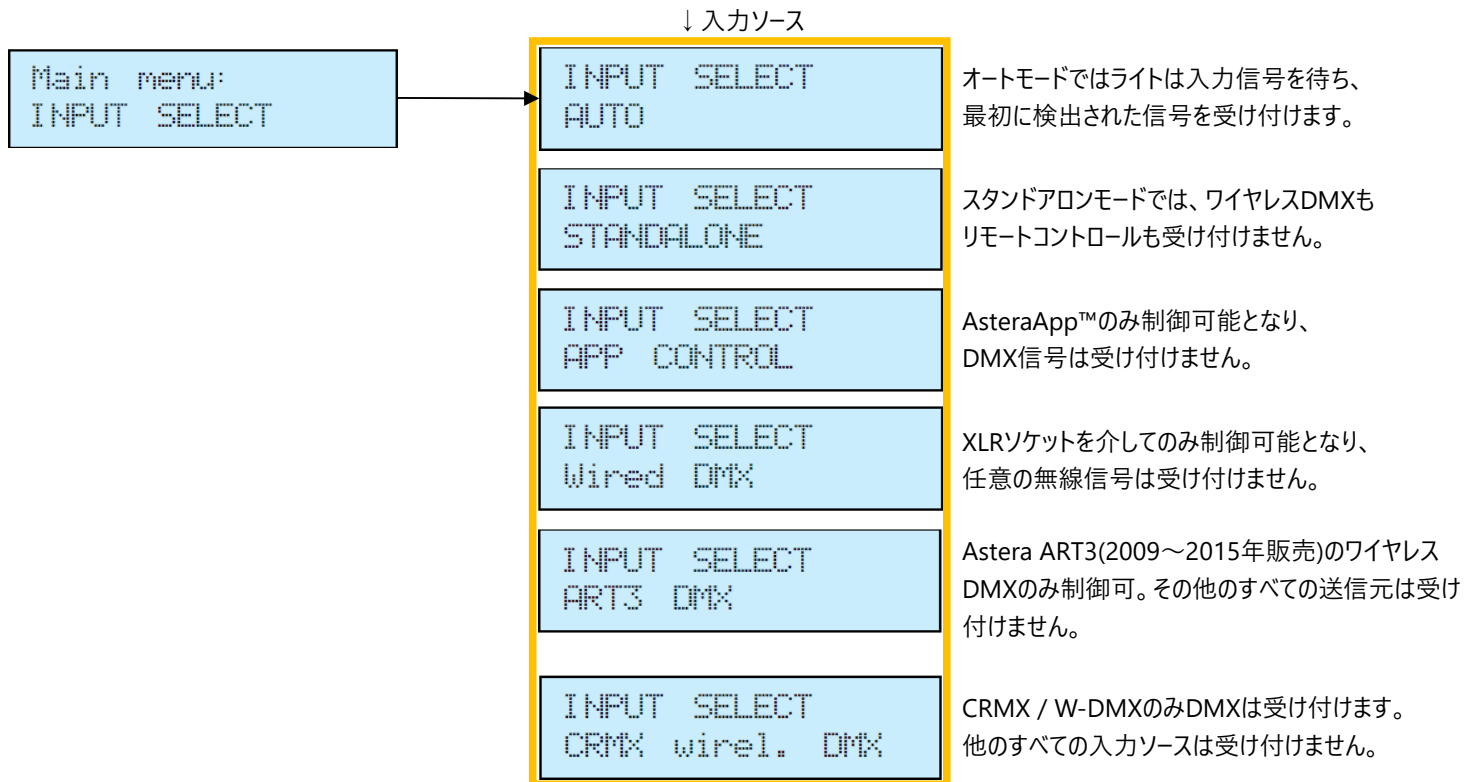 ↓入力ソース
Main menu:
INPUT SELECT
INPUT SELECT
AUTO
オートモードではライトは入力信号を待ち、
最初に検出された信号を受け付けます。
INPUT SELECT
STANDALONE
スタンドアロンモードでは、ワイヤレスDMXも
リモートコントロールも受け付けません。
INPUT SELECT
APP CONTROL
AsteraApp™のみ制御可能となり、
DMX信号は受け付けません。
INPUT SELECT
Wired DMX
XLRソケットを介してのみ制御可能となり、
任意の無線信号は受け付けません。
INPUT SELECT
ART3 DMX
Astera ART3(2009～2015年販売)のワイヤレス
DMXのみ制御可。その他のすべての送信元は受け
付けません。
INPUT SELECT
CRMX wirel. DMX
CRMX / W-DMXのみDMXは受け付けます。
他のすべての入力ソースは受け付けません。